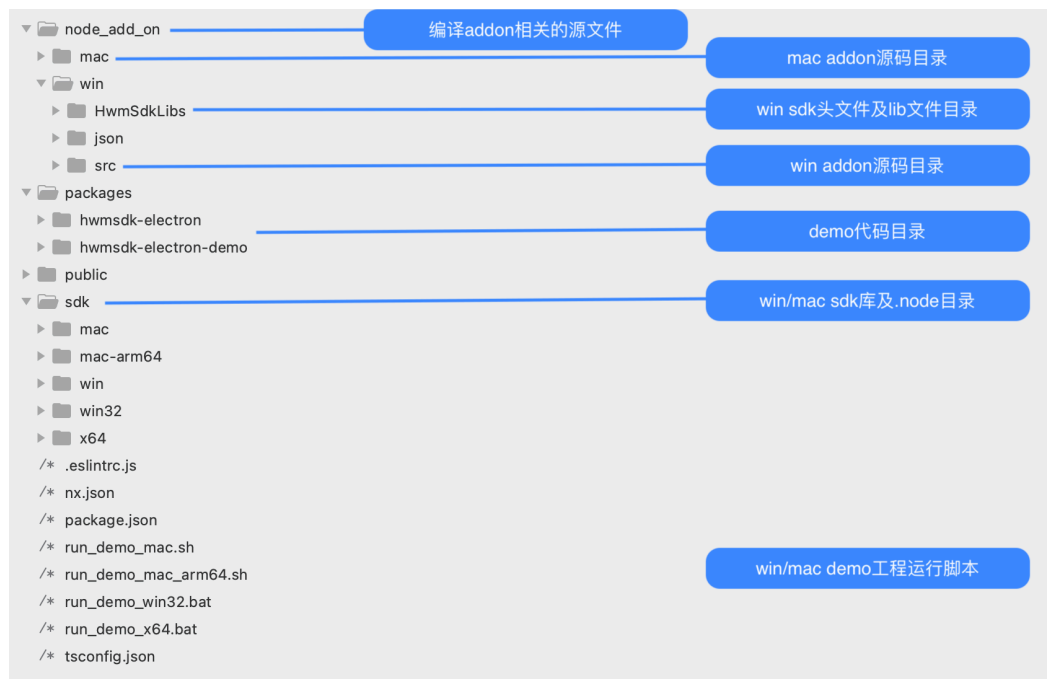 node_add_on
编译addon相关的源文件
mac
mac addon源码目录
win
HwmSdkLibs
win sdk头文件及lib文件目录
json
src
win addon源码目录
packages
hwmsdk-electron
demo代码目录
hwmsdk-electron-demo
public
sdk
win/mac sdk库及.node目录
mac
mac-arm64
win
win32
x64
/* .eslintrc.js
/* nx.json
/* package.json
/* run_demo_mac.sh
win/mac demo工程运行脚本
/* run_demo_mac_arm64.sh
/* run_demo_win32.bat
/* run_demo_x64.bat
/* tsconfig.json